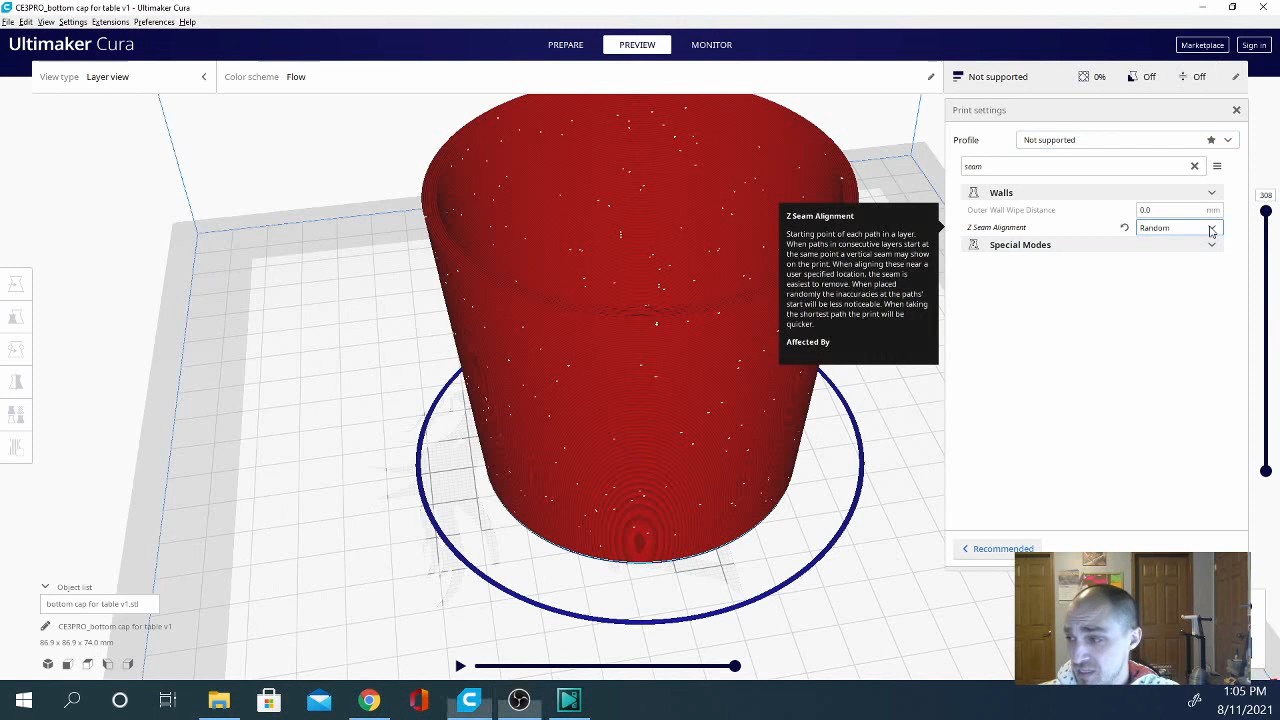 CE3PRO_bottom cap for table v1 - Ultimaker Cura
File Edit View Settings Extensions Preferences Help
Ultimaker Cura
PREPARE
PREVIEW
MONITOR
Marketplace
Sign in
View type Layer view
Color scheme Flow
Not supported
0%
Off
Off
Print settings
Profile
Not supported
seam
Walls
Outer Wall Wipe Distance
0.0 mm
Z Seam Alignment
Random
Special Modes
308
Z Seam Alignment
Starting point of each path in a layer.
When paths in consecutive layers start at
the same point a vertical seam may show
on the print. When aligning these near a
user specified location, the seam is
easiest to remove. When placed
randomly the inaccuracies at the paths'
start will be less noticeable. When taking
the shortest path the print will be
quicker.
Affected By
Recommended
Object list
bottom cap for table v1.stl
CE3PRO_bottom cap for table v1
86.9 x 86.9 x 74.0 mm
1:05 PM
8/11/2021